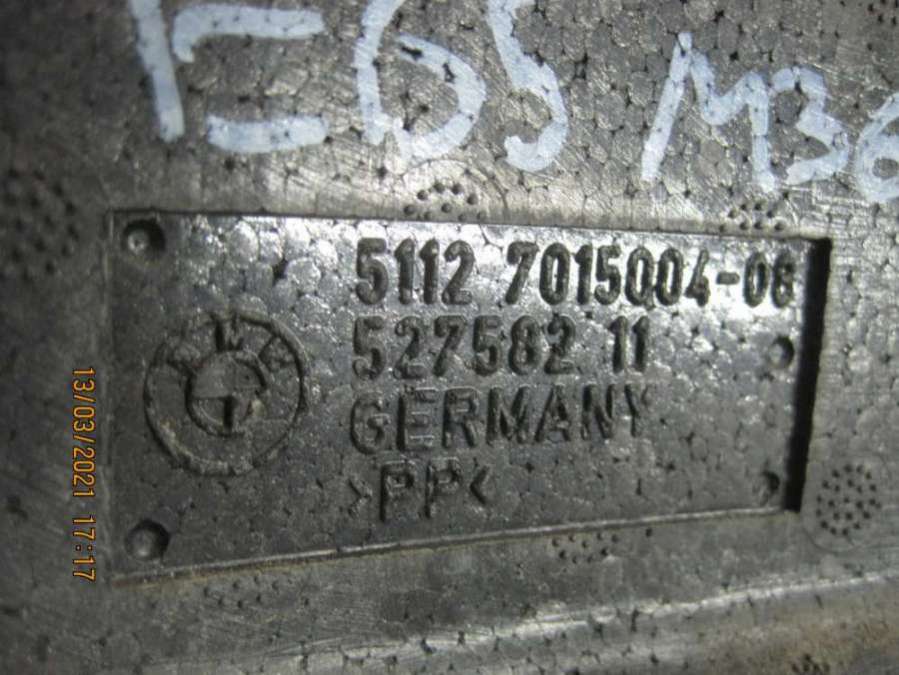 E65 M36
5112 7015004-08
527582 11
GERMANY
>PP<
13/03/2021 17:17